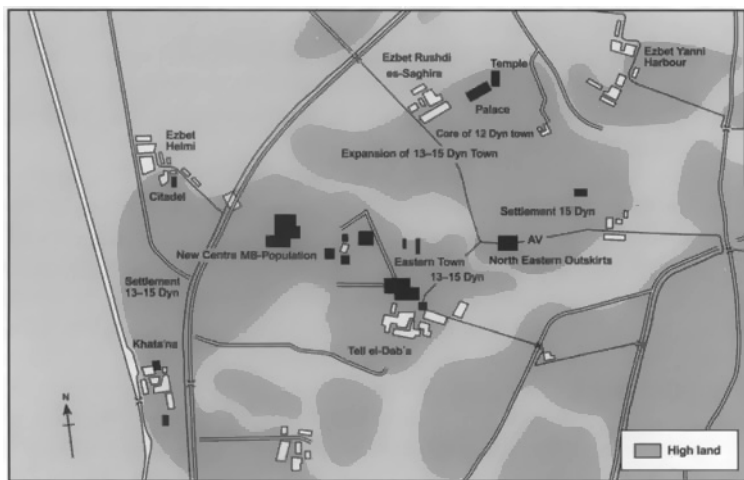 Ezbet Rushdi
es-Saghira
Temple
Ezbet Yanni
Harbour
Palace
Core of 12 Dyn town
Ezbet
Helmi
Expansion of 13–15 Dyn Town
Citadel
Settlement 15 Dyn
AV
New Centre MB-Population
Eastern Town
13–15 Dyn
North Eastern Outskirts
Settlement
13–15 Dyn
Khata'na
Tell el-Dab'a
N
High land